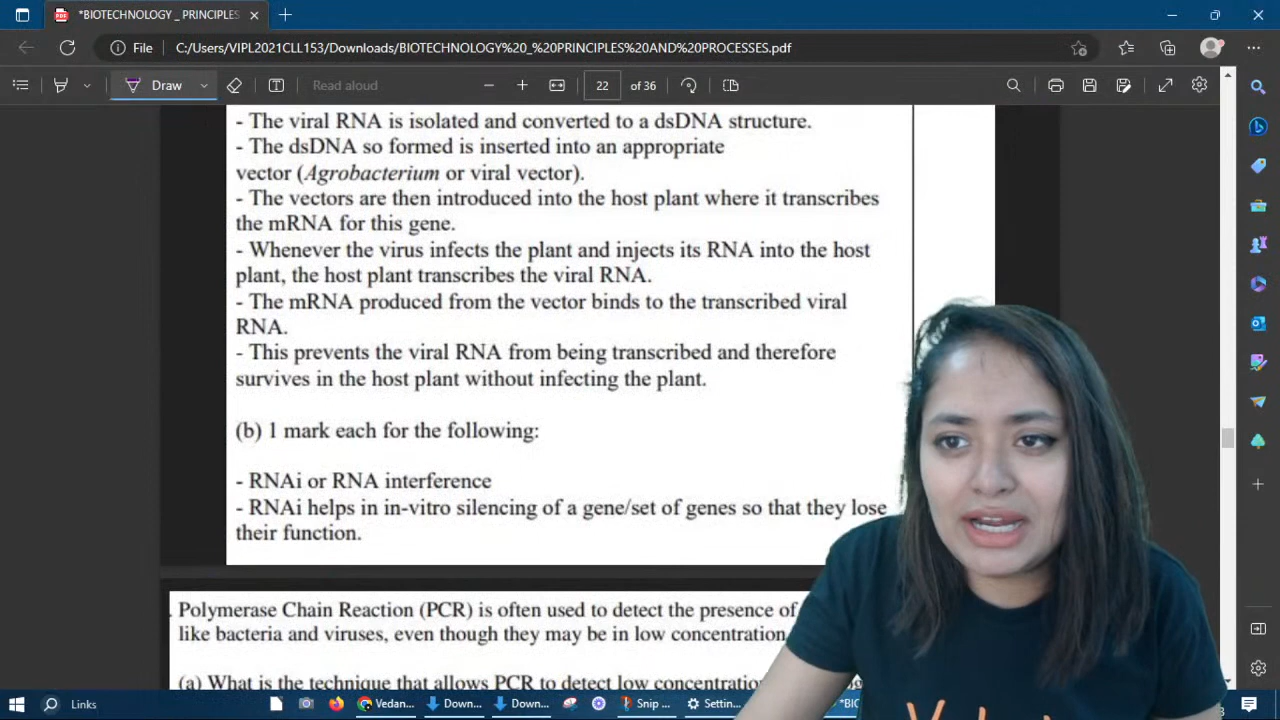 *BIOTECHNOLOGY _ PRINCIPLES
File C:/Users/VIPL2021CLL153/Downloads/BIOTECHNOLOGY%20_%20PRINCIPLES%20AND%20PROCESSES.pdf
Draw Read aloud 22 of 36
- The viral RNA is isolated and converted to a dsDNA structure.
- The dsDNA so formed is inserted into an appropriate
vector (Agrobacterium or viral vector).
- The vectors are then introduced into the host plant where it transcribes
the mRNA for this gene.
- Whenever the virus infects the plant and injects its RNA into the host
plant, the host plant transcribes the viral RNA.
- The mRNA produced from the vector binds to the transcribed viral
RNA.
- This prevents the viral RNA from being transcribed and therefore
survives in the host plant without infecting the plant.
(b) 1 mark each for the following:
- RNAi or RNA interference
- RNAi helps in in-vitro silencing of a gene/set of genes so that they lose
their function.
Polymerase Chain Reaction (PCR) is often used to detect the presence of
like bacteria and viruses, even though they may be in low concentration
(a) What is the technique that allows PCR to detect low
Links Vedan... Down... Down... Snip ... Settin... *BIO